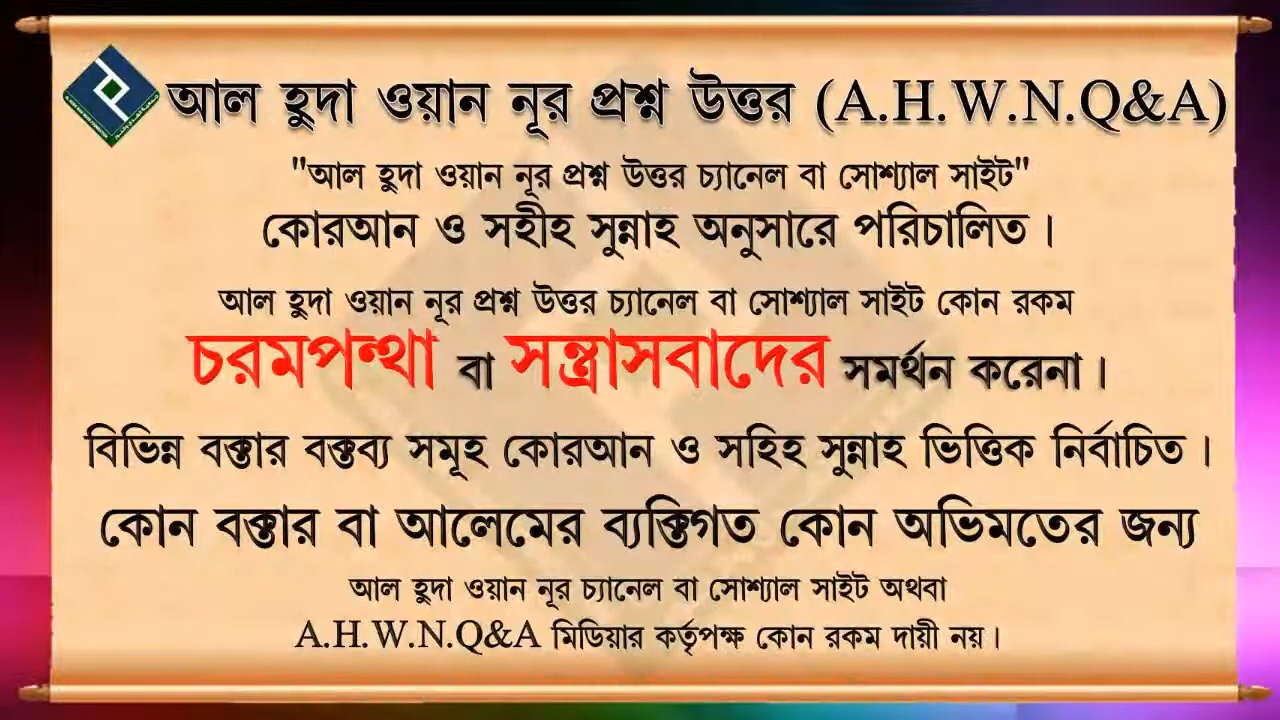 আল হুদা ওয়ান নূর প্রশ্ন উত্তর (A.H.W.N.Q&A)
"আল হুদা ওয়ান নূর প্রশ্ন উত্তর চ্যানেল বা সোশ্যাল সাইট"
কোরআন ও সহীহ সুন্নাহ অনুসারে পরিচালিত।
আল হুদা ওয়ান নূর প্রশ্ন উত্তর চ্যানেল বা সোশ্যাল সাইট কোন রকম
চরমপন্থা বা সন্ত্রাসবাদের সমর্থন করেনা।
বিভিন্ন বক্তার বক্তব্য সমূহ কোরআন ও সহিহ সুন্নাহ ভিত্তিক নির্বাচিত।
কোন বক্তার বা আলেমের ব্যক্তিগত কোন অভিমতের জন্য
আল হুদা ওয়ান নূর চ্যানেল বা সোশ্যাল সাইট অথবা
A.H.W.N.Q&A মিডিয়ার কর্তৃপক্ষ কোন রকম দায়ী নয়।